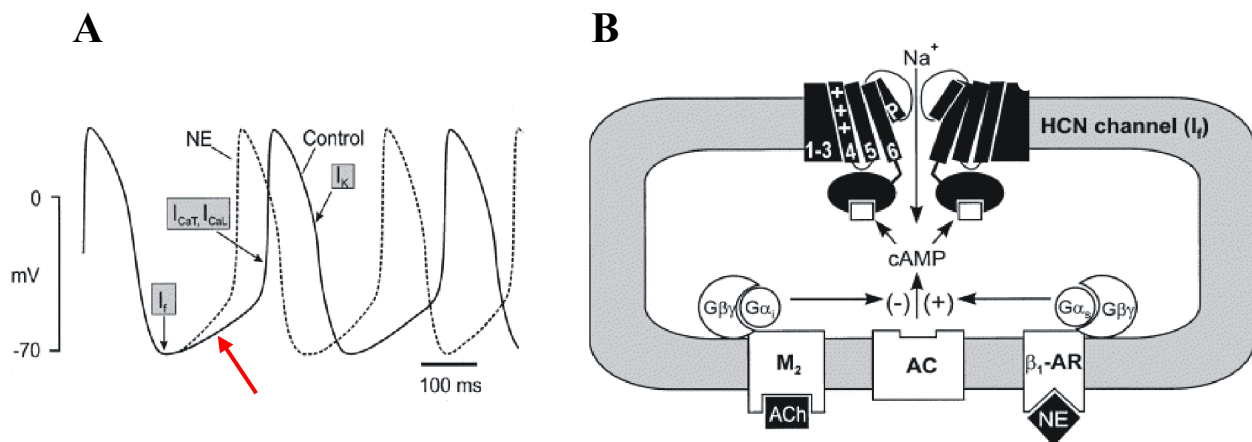 A
NE
Control
I_K
0
I_CaT, I_CaL
mV
I_f
-70
100 ms
B
Na⁺
HCN channel (I_f)
+
+
+
P
1-3 4 5 6
cAMP
Gβγ Gα_i (-) (+) Gα_s Gβγ
M₂ AC β₁-AR
ACh NE